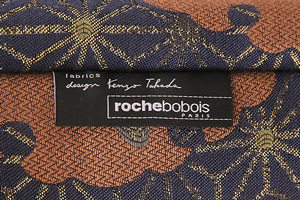 fabrics
design Kenzo Takada
rochebobois
PARIS